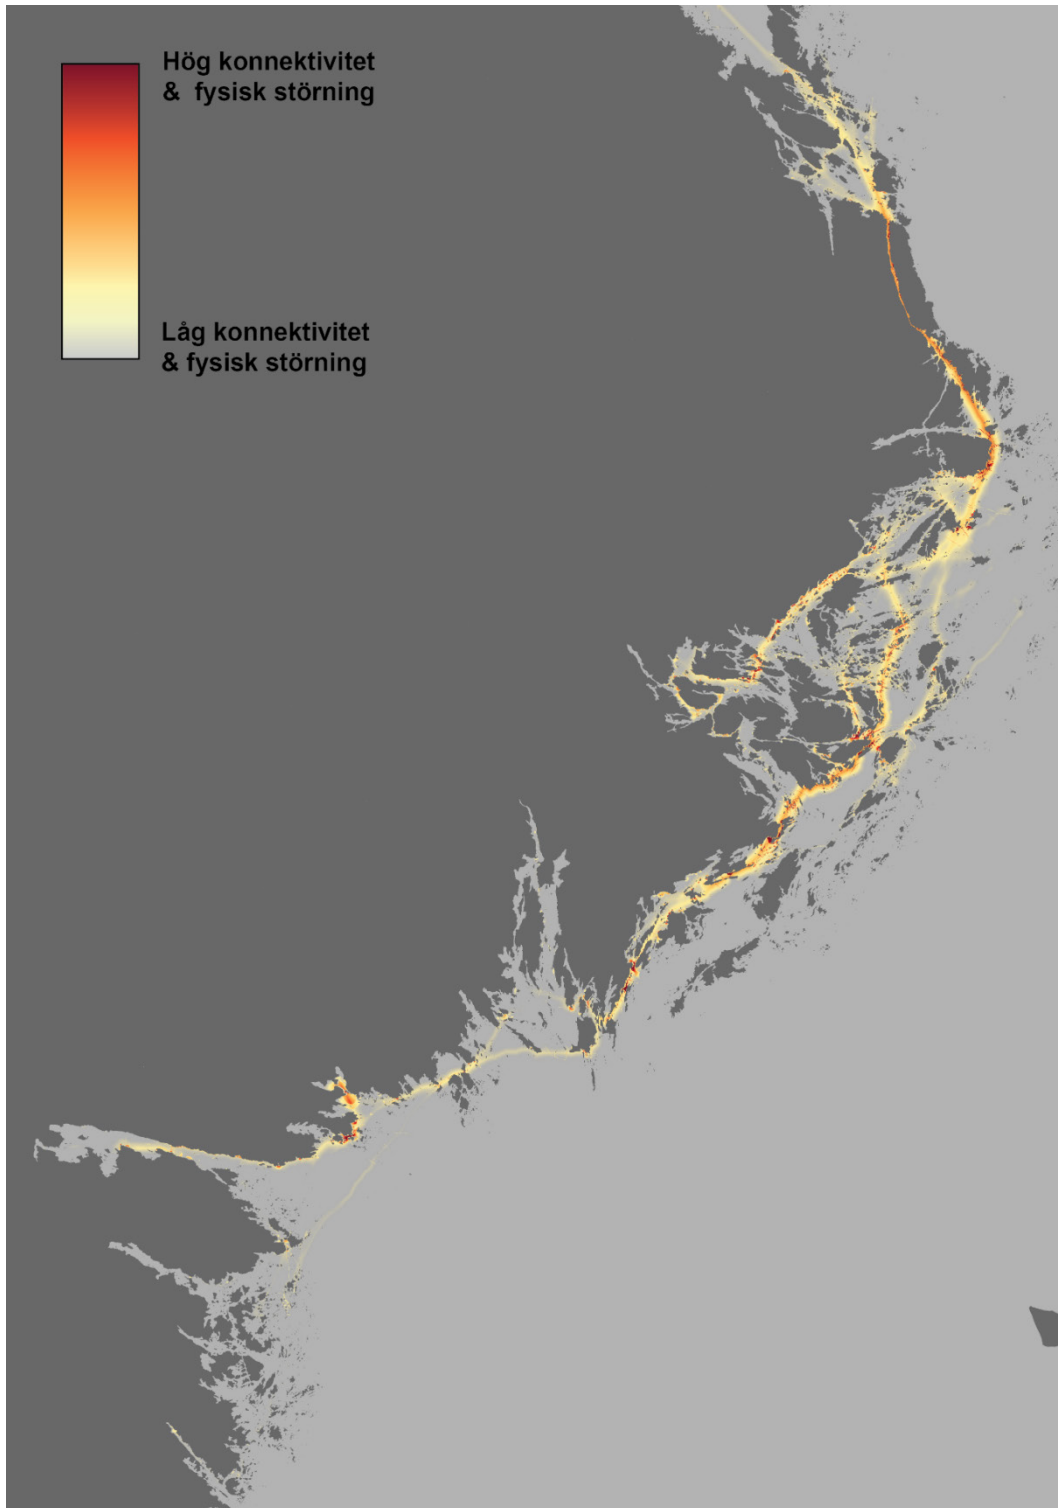 Hög konnektivitet
& fysisk störning
Låg konnektivitet
& fysisk störning